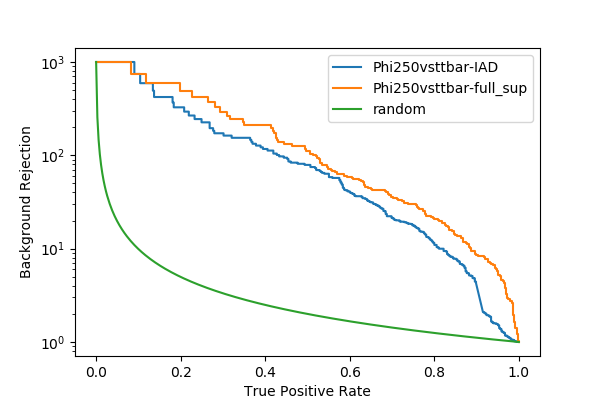 Phi250vsttbar-IAD
Phi250vsttbar-full_sup
random
10³
10²
10¹
10⁰
Background Rejection
0.0 0.2 0.4 0.6 0.8 1.0
True Positive Rate